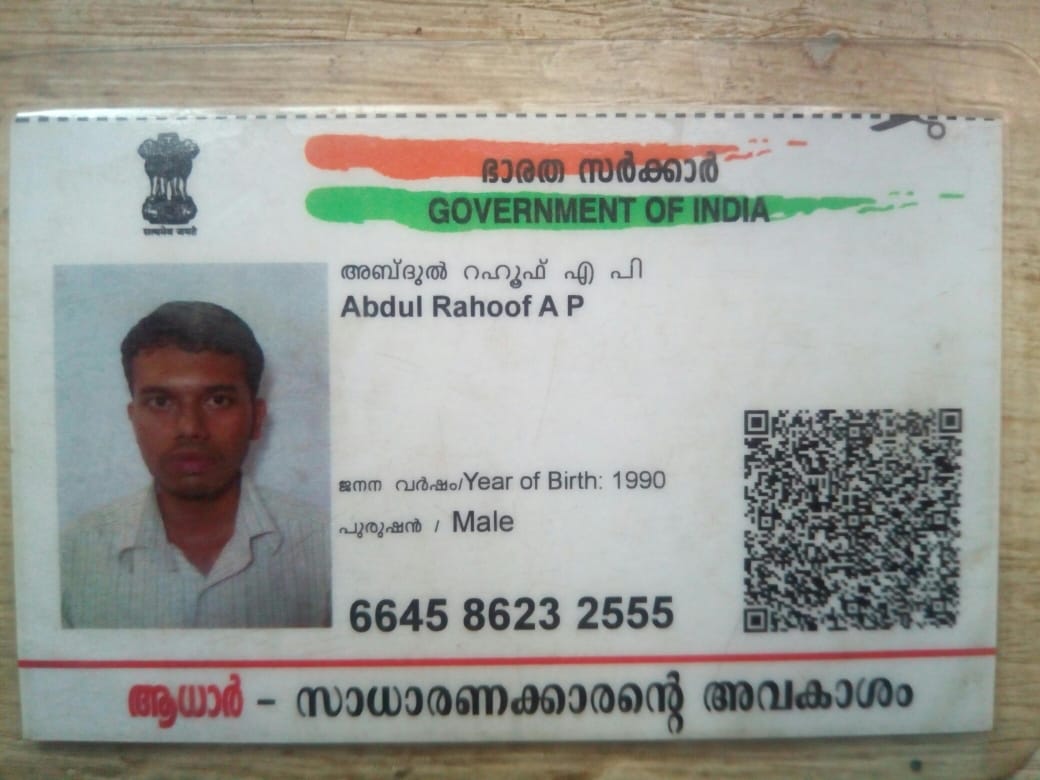 ഭാരത സർക്കാർ
GOVERNMENT OF INDIA
सत्यमेव जयते
അബ്ദുൽ റഹൂഫ് എ പി
Abdul Rahoof A P
ജനന വർഷം/Year of Birth: 1990
പുരുഷൻ / Male
6645 8623 2555
ആധാർ - സാധാരണക്കാരന്റെ അവകാശം